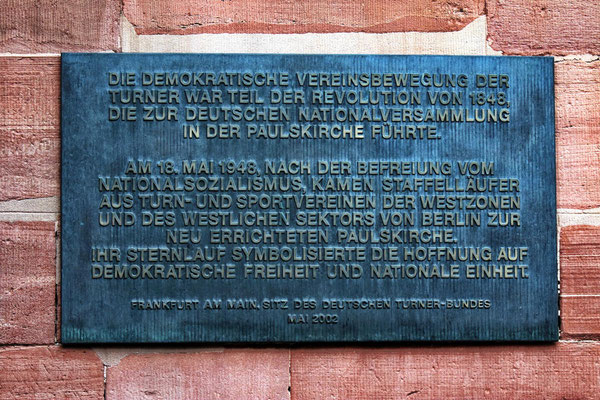 DIE DEMOKRATISCHE VEREINSBEWEGUNG DER
TURNER WAR TEIL DER REVOLUTION VON 1848,
DIE ZUR DEUTSCHEN NATIONALVERSAMMLUNG
IN DER PAULSKIRCHE FÜHRTE.
AM 18. MAI 1948, NACH DER BEFREIUNG VOM
NATIONALSOZIALISMUS, KAMEN STAFFELLÄUFER
AUS TURN- UND SPORTVEREINEN DER WESTZONEN
UND DES WESTLICHEN SEKTORS VON BERLIN ZUR
NEU ERRICHTETEN PAULSKIRCHE.
IHR STERNLAUF SYMBOLISIERTE DIE HOFFNUNG AUF
DEMOKRATISCHE FREIHEIT UND NATIONALE EINHEIT.
FRANKFURT AM MAIN, SITZ DES DEUTSCHEN TURNER-BUNDES
MAI 2002